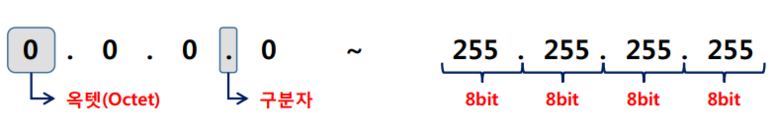 0 . 0 . 0 . 0 ~ 255 . 255 . 255 . 255
옥텟(Octet) 구분자 8bit 8bit 8bit 8bit